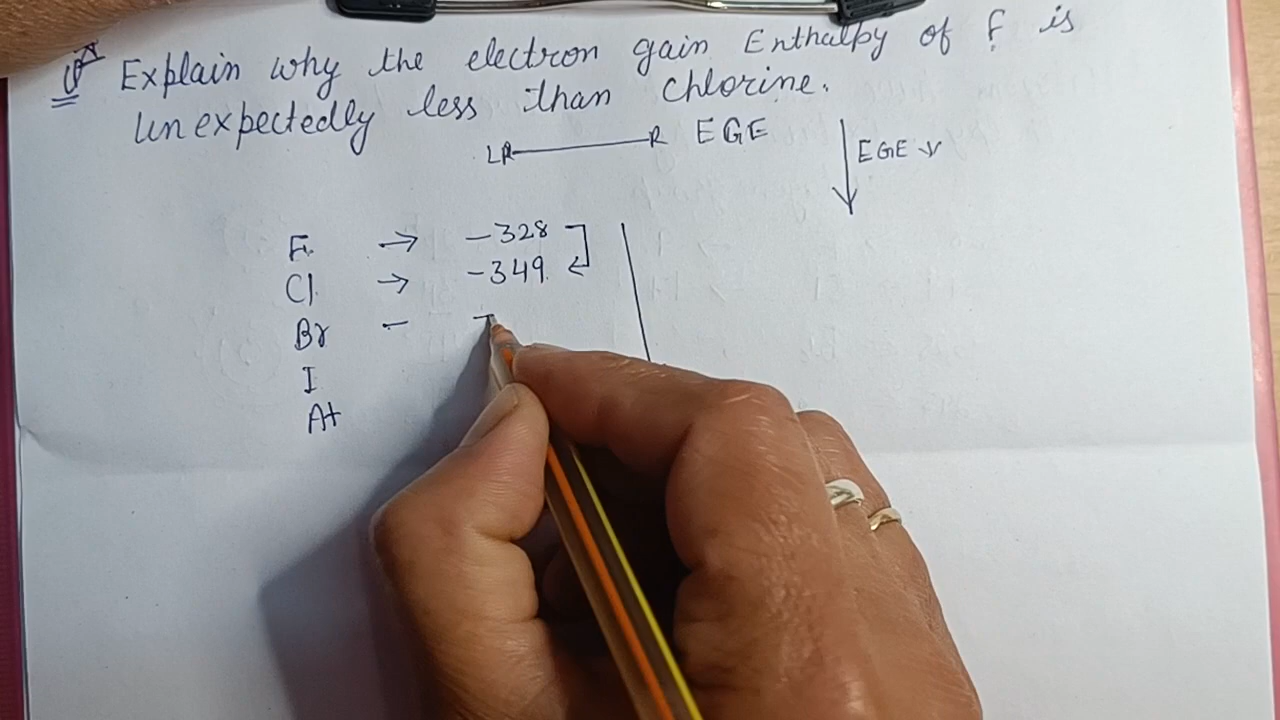 Explain why the electron gain Enthalpy of F is
unexpectedly less than chlorine.
LR R EGE EGE ↓
F → -328
Cl → -349
Br - -
I
At